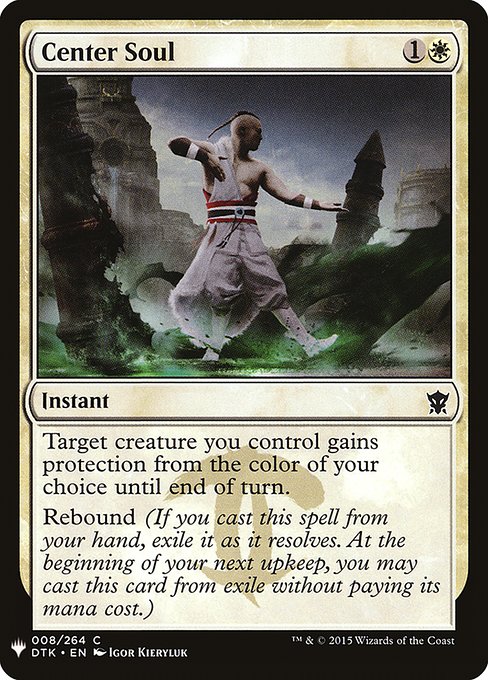 Center Soul 1
Instant
Target creature you control gains
protection from the color of your
choice until end of turn.
Rebound (If you cast this spell from
your hand, exile it as it resolves. At the
beginning of your next upkeep, you may
cast this card from exile without paying its
mana cost.)
008/264 C
DTK • EN Igor Kieryluk
™ & © 2015 Wizards of the Coast